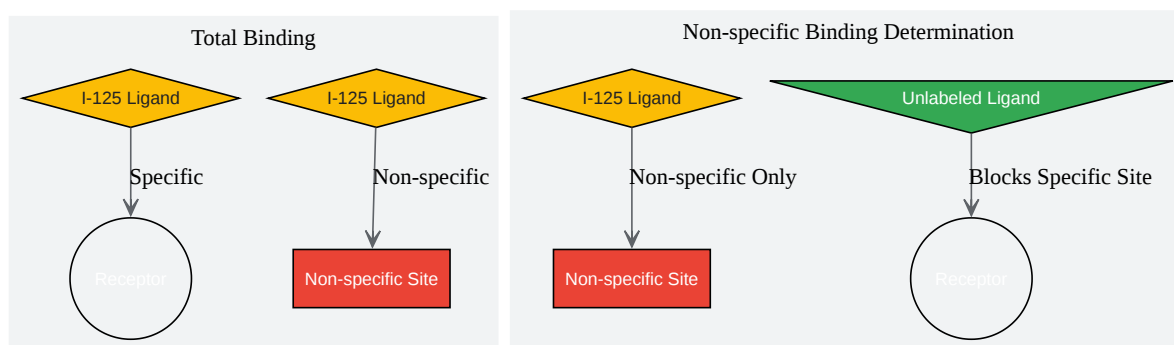 Total Binding
I-125 Ligand
I-125 Ligand
Specific
Non-specific
Receptor
Non-specific Site
Non-specific Binding Determination
I-125 Ligand
Unlabeled Ligand
Non-specific Only
Blocks Specific Site
Non-specific Site
Receptor